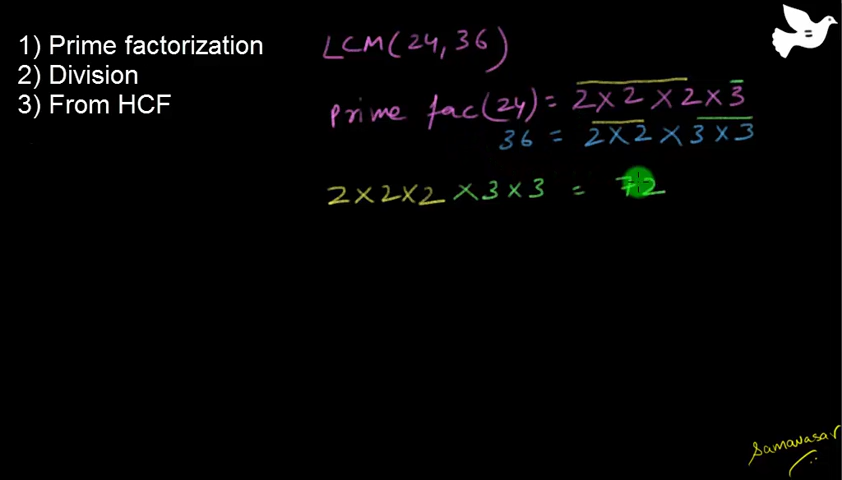 1) Prime factorization
2) Division
3) From HCF
LCM(24, 36)
Prime fac(24) = 2 × 2 × 2 × 3
36 = 2 × 2 × 3 × 3
2 × 2 × 2 × 3 × 3 = 72
Samavasar